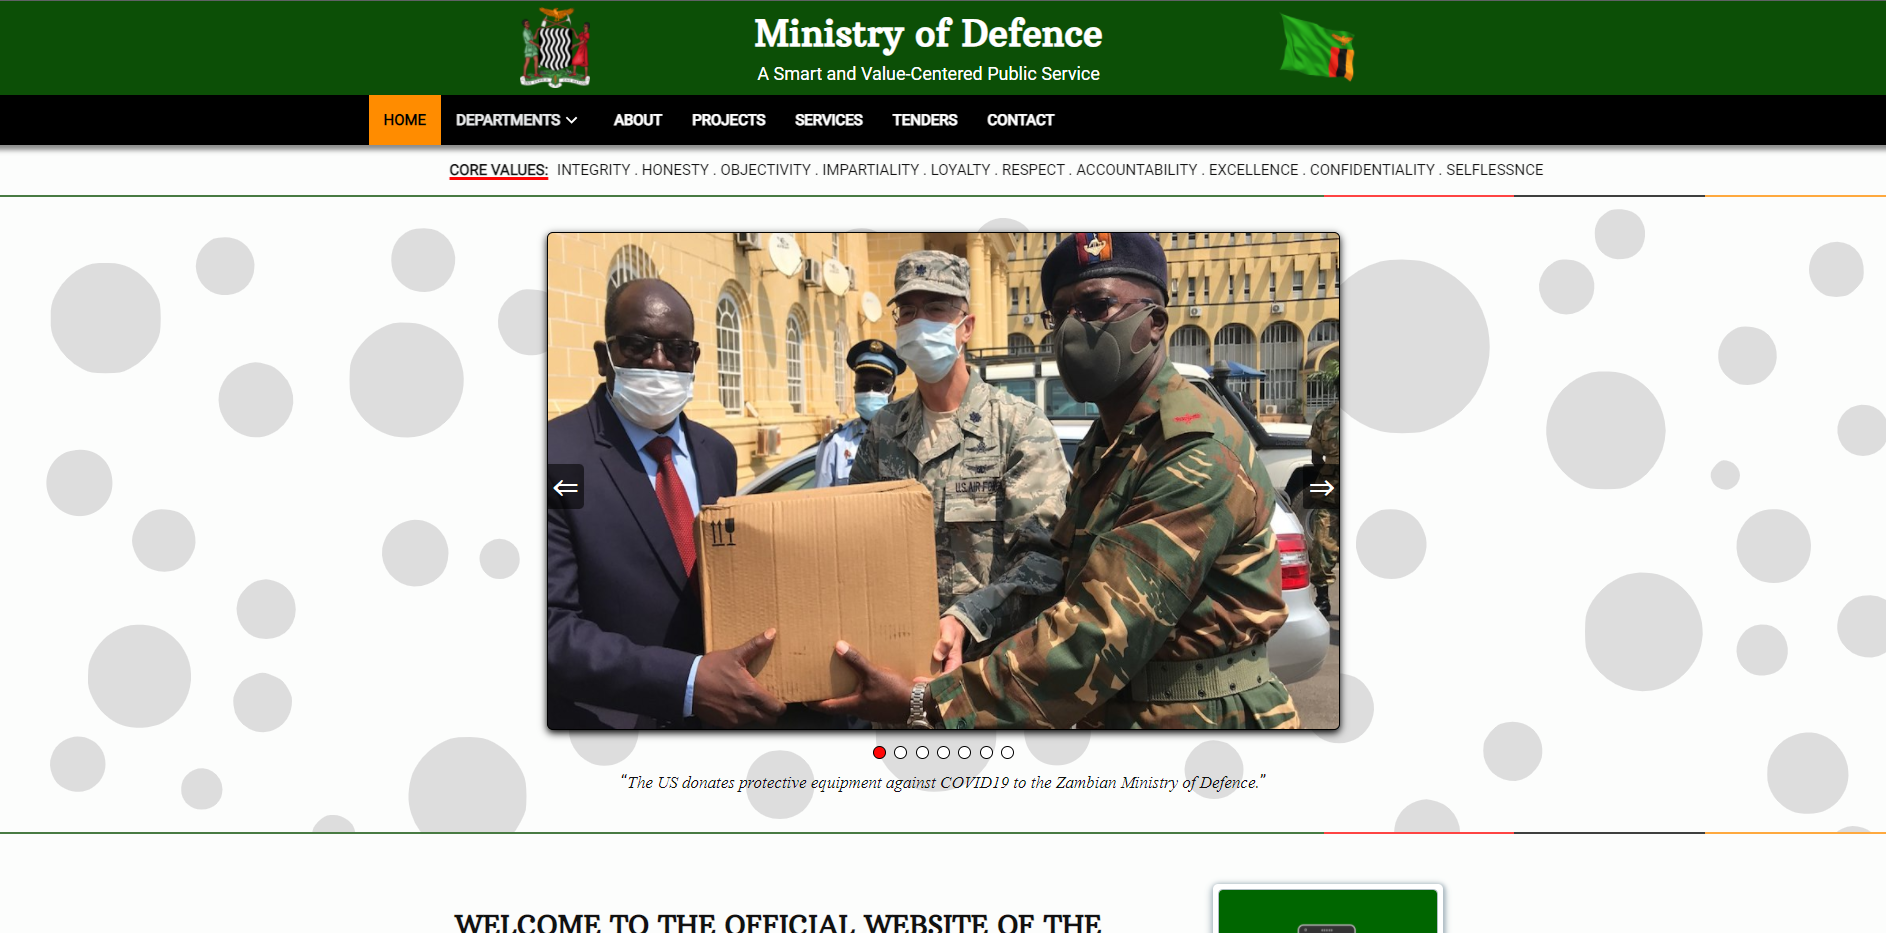 Ministry of Defence
A Smart and Value-Centered Public Service
HOME DEPARTMENTS ABOUT PROJECTS SERVICES TENDERS CONTACT
CORE VALUES: INTEGRITY . HONESTY . OBJECTIVITY . IMPARTIALITY . LOYALTY . RESPECT . ACCOUNTABILITY . EXCELLENCE . CONFIDENTIALITY . SELFLESSNCE
U.S. AIR
“The US donates protective equipment against COVID19 to the Zambian Ministry of Defence.”
WELCOME TO THE OFFICIAL WEBSITE OF THE